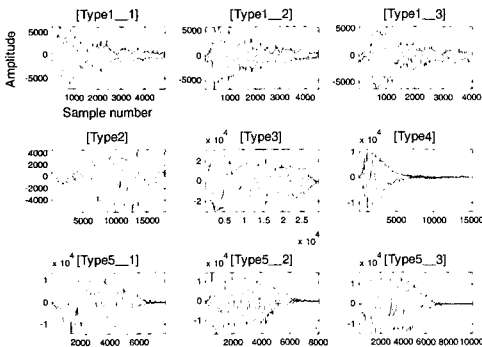 [Type1__1} [Type1__2] [Type1__3]
Amplitude
5000 5000 5000
0 0 0
-5000 -5000 -5000
1000 2000 3000 4000 1000 2000 3000 4000 1000 2000 3000 4000
Sample number
[Type2] [Type3] [Type4]
x 10^4 x 10^4
4000 2 1
2000
0 0 0
-2000
-4000 -2 -1
5000 10000 15000 0.5 1 1.5 2 2.5 5000 10000 15000
x 10^4
x 10^4 [Type5__1] x 10^4 [Type5__2] x 10^4 [Type5__3]
1 1 1
0 0 0
-1 -1 -1
2000 4000 6000 2000 4000 6000 8000 2000 4000 6000 8000 10000